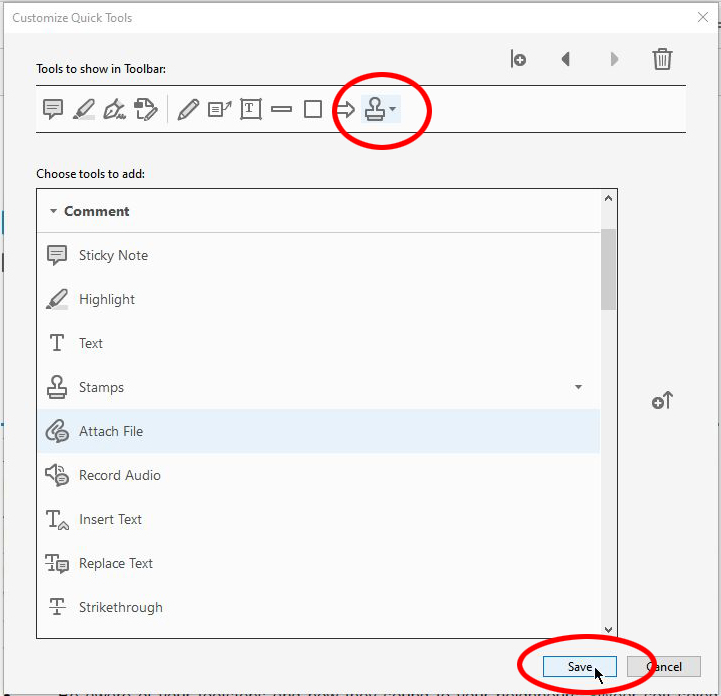 Customize Quick Tools
Tools to show in Toolbar:
T
Choose tools to add:
Comment
Sticky Note
Highlight
Text
Stamps
Attach File
Record Audio
Insert Text
Replace Text
Strikethrough
Save
Cancel